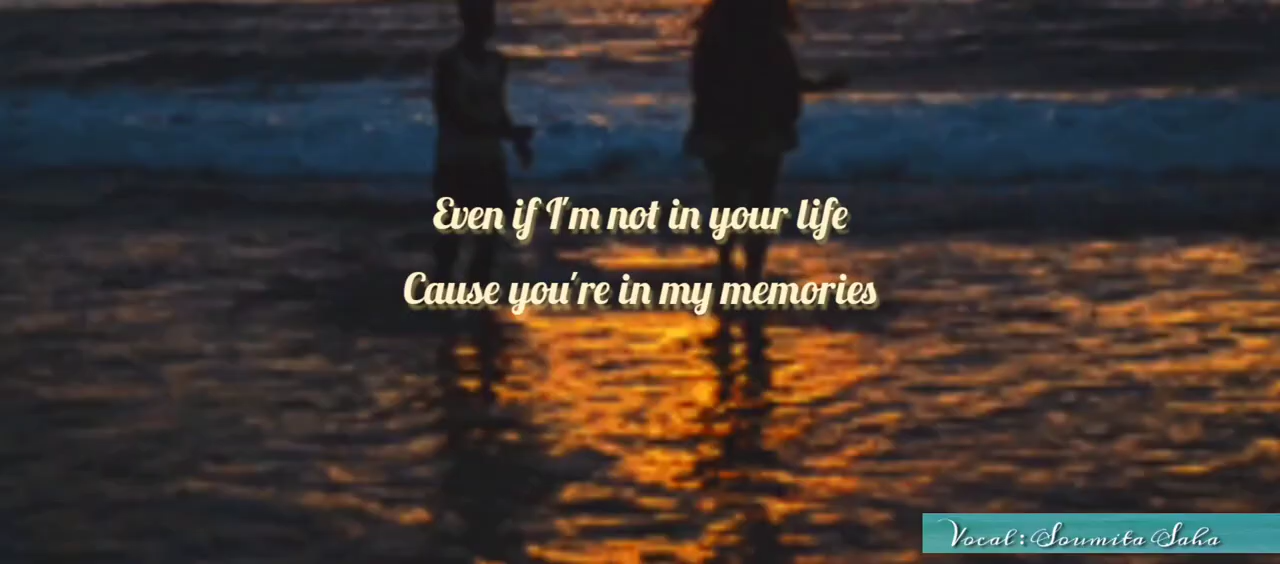 Even if I'm not in your life
Cause you're in my memories
Vocal : Soumita Saha